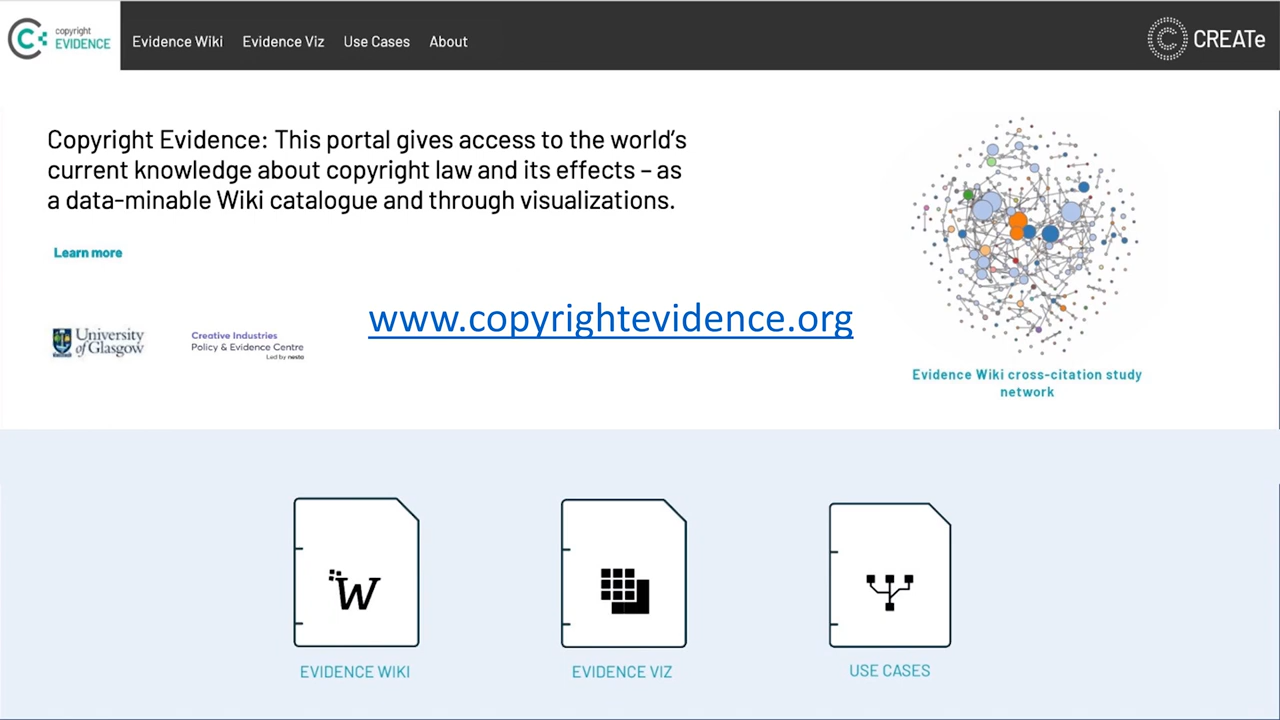 copyright
EVIDENCE
Evidence Wiki
Evidence Viz
Use Cases
About
CREATe
Copyright Evidence: This portal gives access to the world's
current knowledge about copyright law and its effects – as
a data-minable Wiki catalogue and through visualizations.
Learn more
www.copyrightevidence.org
University
of Glasgow
Creative Industries
Policy & Evidence Centre
Led by nesta
Evidence Wiki cross-citation study
network
W
EVIDENCE WIKI
EVIDENCE VIZ
USE CASES